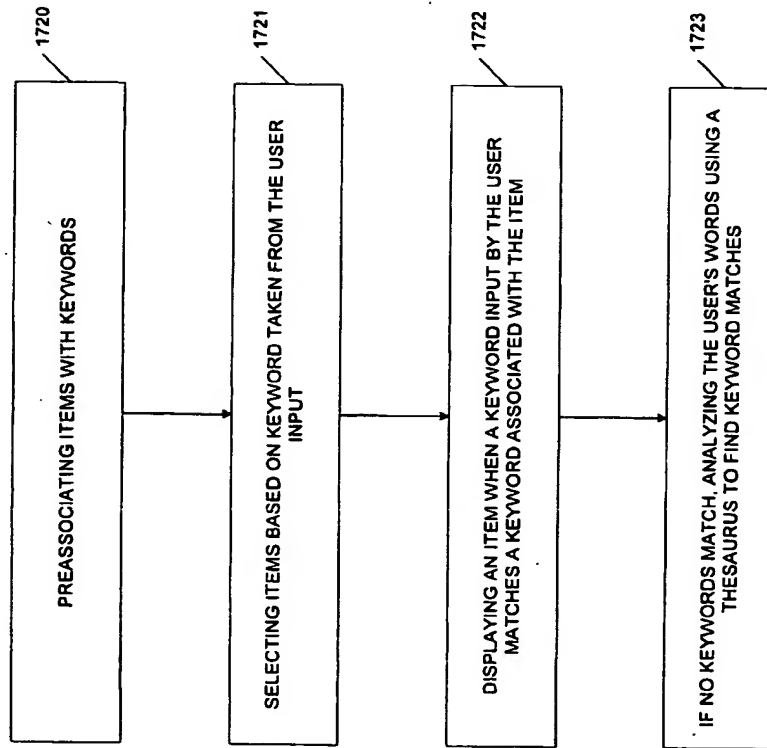 1720
PREASSOCIATING ITEMS WITH KEYWORDS
1721
SELECTING ITEMS BASED ON KEYWORD TAKEN FROM THE USER
INPUT
1722
DISPLAYING AN ITEM WHEN A KEYWORD INPUT BY THE USER
MATCHES A KEYWORD ASSOCIATED WITH THE ITEM
1723
IF NO KEYWORDS MATCH, ANALYZING THE USER'S WORDS USING A
THESAURUS TO FIND KEYWORD MATCHES